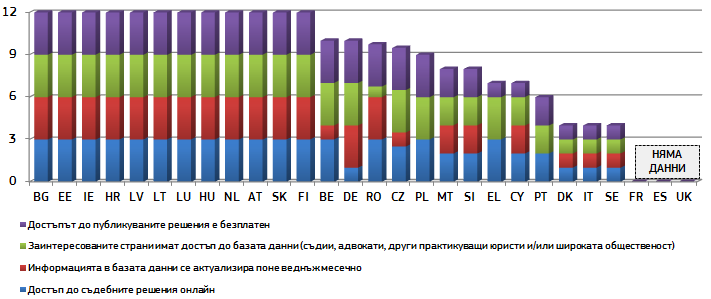 12
9
6
3
0
НЯМА
ДАННИ
BG EE IE HR LV LT LU HU NL AT SK FI BE DE RO CZ PL MT SI EL CY PT DK IT SE FR ES UK
Достъпът до публикуваните решения е безплатен
Заинтересованите страни имат достъп до базата данни (съдии, адвокати, други практикуващи юристи и/или широката общественост)
Информацията в базата данни се актуализира поне веднъж месечно
Достъп до съдебните решения онлайн